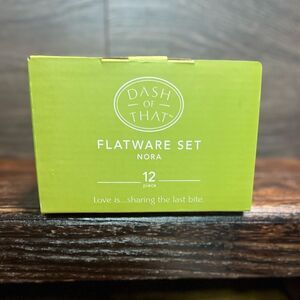 DASH
OF
THAT
FLATWARE SET
NORA
12
piece
Love is...sharing the last bite.